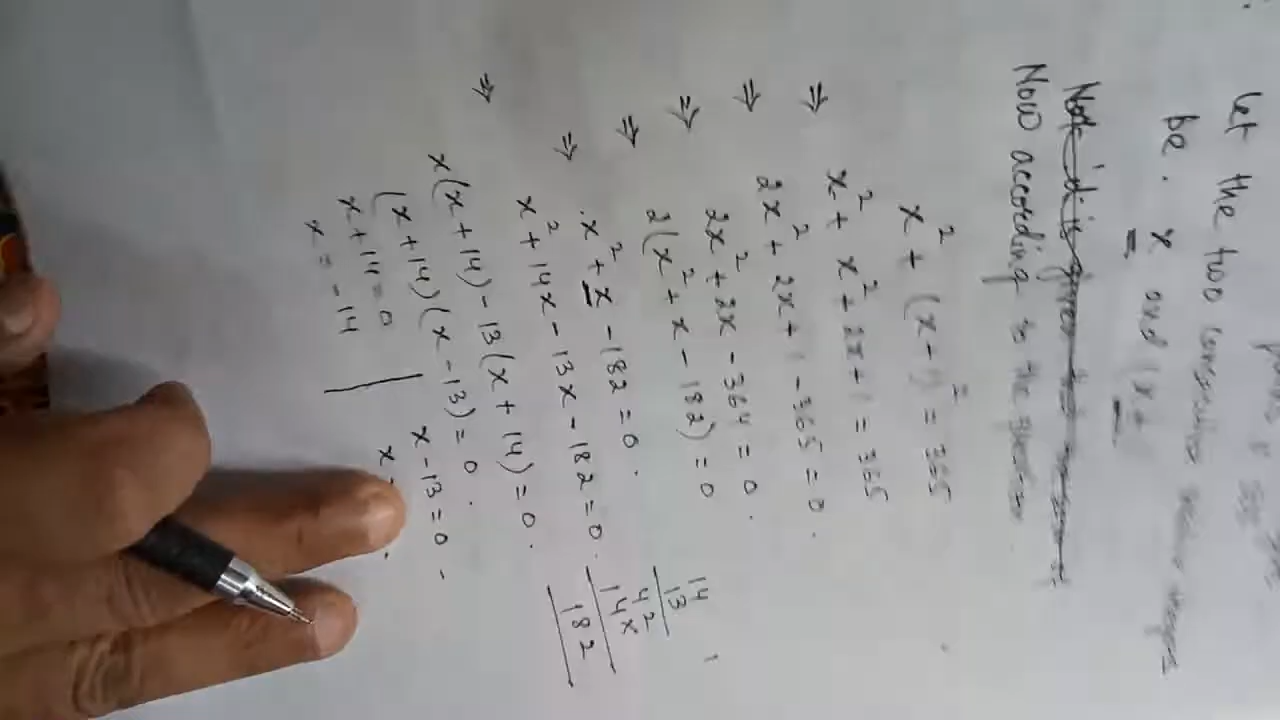 Let the two consecutive
be . x and (x+
Now according to the question
x² + (x+1)² = 365
⇒ x² + x² + 2x + 1 = 365
⇒ 2x² + 2x + 1 - 365 = 0.
⇒ 2x² + 2x - 364 = 0.
⇒ 2(x² + x - 182) = 0
⇒ x² + x - 182 = 0.
⇒ x² + 14x - 13x - 182 = 0.
x(x + 14) - 13(x + 14) = 0.
(x + 14)(x - 13) = 0.
x + 14 = 0 | x - 13 = 0
x = -14 | x
14
13
42
14x
182